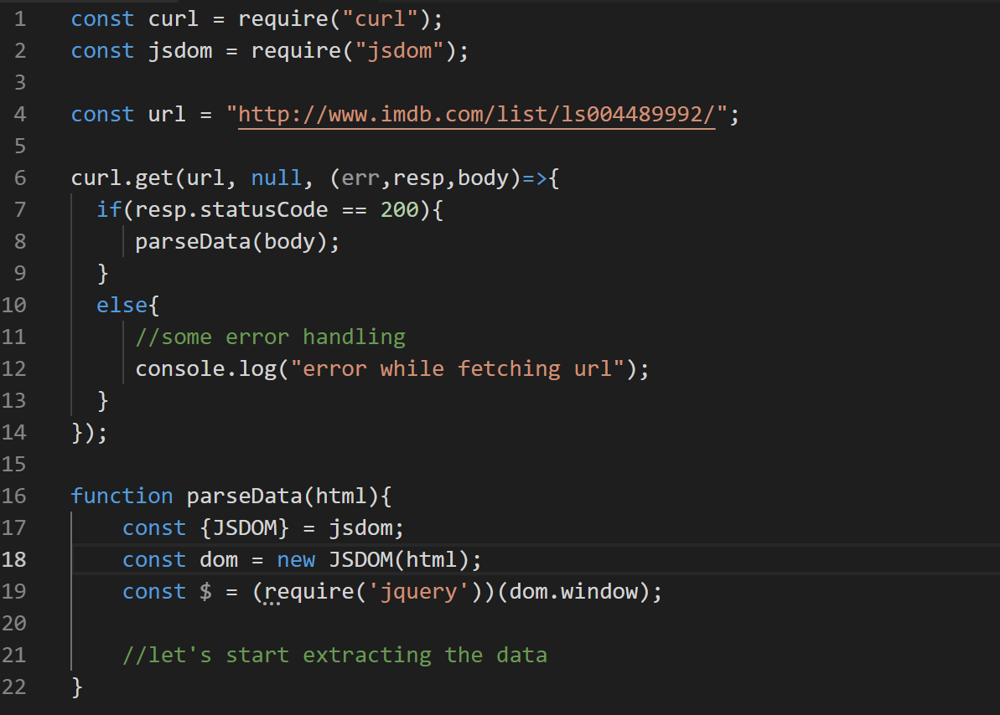 1 const curl = require("curl");
2 const jsdom = require("jsdom");
3
4 const url = "http://www.imdb.com/list/ls004489992/";
5
6 curl.get(url, null, (err,resp,body)=>{
7   if(resp.statusCode == 200){
8      parseData(body);
9   }
10   else{
11      //some error handling
12      console.log("error while fetching url");
13   }
14 });
15
16 function parseData(html){
17     const {JSDOM} = jsdom;
18     const dom = new JSDOM(html);
19     const $ = (require('jquery'))(dom.window);
20
21     //let's start extracting the data
22 }